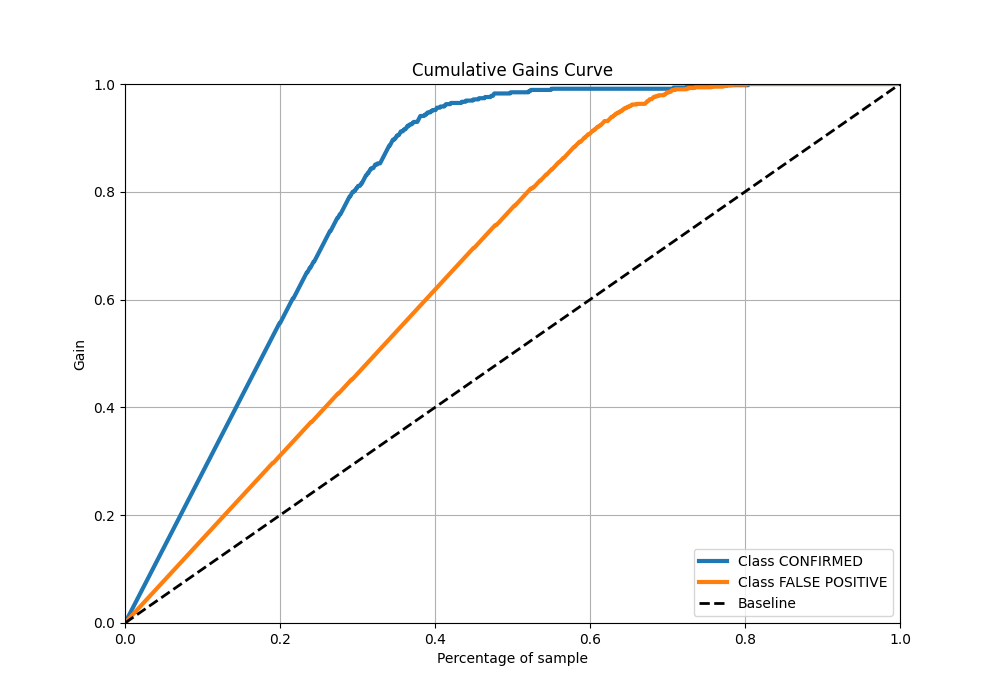 Cumulative Gains Curve
1.0
0.8
0.6
0.4
0.2
0.0
Gain
0.0 0.2 0.4 0.6 0.8 1.0
Percentage of sample
Class CONFIRMED
Class FALSE POSITIVE
Baseline